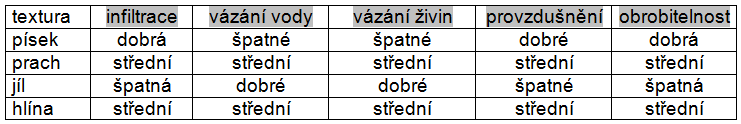 textura infiltrace vázání vody vázání živin provzdušnění obrobitelnost
písek dobrá špatné špatné dobré dobrá
prach střední střední střední střední střední
jíl špatná dobré dobré špatné špatná
hlína střední střední střední střední střední